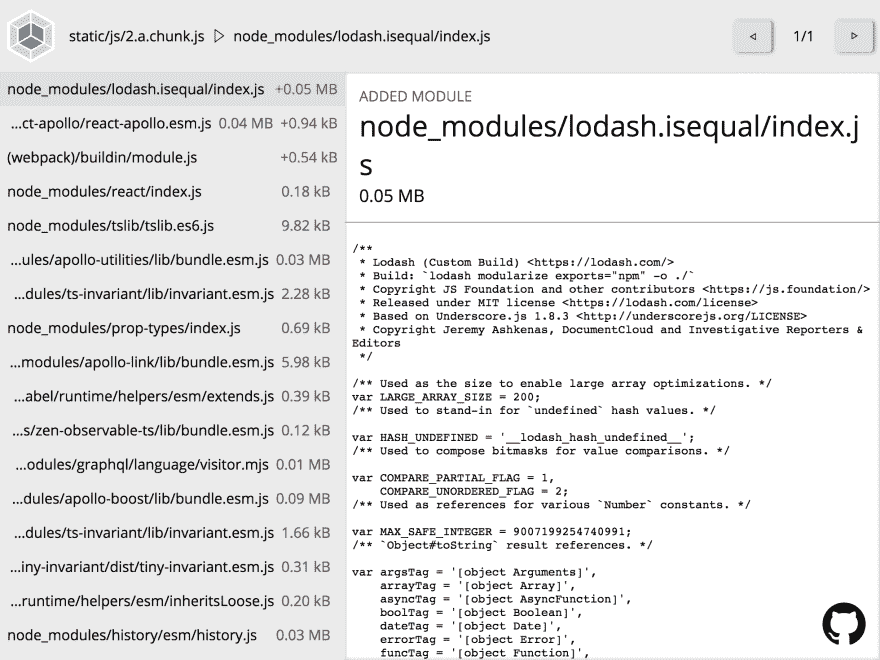 static/js/2.a.chunk.js ▷ node_modules/lodash.isequal/index.js
1/1
node_modules/lodash.isequal/index.js +0.05 MB
...ct-apollo/react-apollo.esm.js 0.04 MB +0.94 kB
(webpack)/buildin/module.js +0.54 kB
node_modules/react/index.js 0.18 kB
node_modules/tslib/tslib.es6.js 9.82 kB
...ules/apollo-utilities/lib/bundle.esm.js 0.03 MB
...dules/ts-invariant/lib/invariant.esm.js 2.28 kB
node_modules/prop-types/index.js 0.69 kB
...modules/apollo-link/lib/bundle.esm.js 5.98 kB
...abel/runtime/helpers/esm/extends.js 0.39 kB
...s/zen-observable-ts/lib/bundle.esm.js 0.12 kB
...odules/graphql/language/visitor.mjs 0.01 MB
...dules/apollo-boost/lib/bundle.esm.js 0.09 MB
...dules/ts-invariant/lib/invariant.esm.js 1.66 kB
...iny-invariant/dist/tiny-invariant.esm.js 0.31 kB
...runtime/helpers/esm/inheritsLoose.js 0.20 kB
node_modules/history/esm/history.js 0.03 MB
ADDED MODULE
node_modules/lodash.isequal/index.j
s
0.05 MB
/**
 * Lodash (Custom Build) <https://lodash.com/>
 * Build: `lodash modularize exports="npm" -o ./`
 * Copyright JS Foundation and other contributors <https://js.foundation/>
 * Released under MIT license <https://lodash.com/license>
 * Based on Underscore.js 1.8.3 <http://underscorejs.org/LICENSE>
 * Copyright Jeremy Ashkenas, DocumentCloud and Investigative Reporters &
Editors
 */
/** Used as the size to enable large array optimizations. */
var LARGE_ARRAY_SIZE = 200;
/** Used to stand-in for `undefined` hash values. */
var HASH_UNDEFINED = '__lodash_hash_undefined__';
/** Used to compose bitmasks for value comparisons. */
var COMPARE_PARTIAL_FLAG = 1,
    COMPARE_UNORDERED_FLAG = 2;
/** Used as references for various `Number` constants. */
var MAX_SAFE_INTEGER = 9007199254740991;
/** `Object#toString` result references. */
var argsTag = '[object Arguments]',
    arrayTag = '[object Array]',
    asyncTag = '[object AsyncFunction]',
    boolTag = '[object Boolean]',
    dateTag = '[object Date]',
    errorTag = '[object Error]',
    funcTag = '[object Function]',